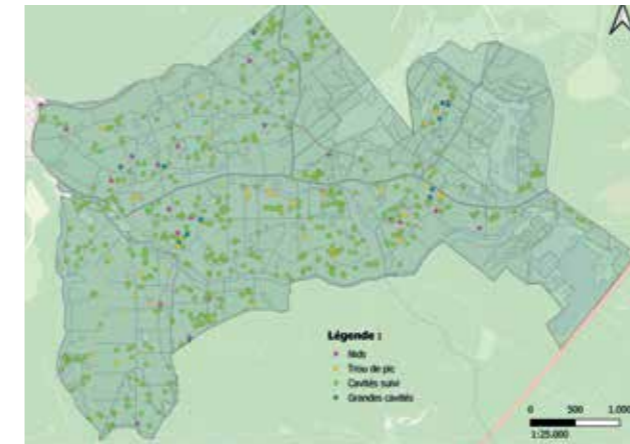 Légende :
Nids
Trou de pic
Cavités suivi
Grandes cavités
0 500 1.000
1:25.000